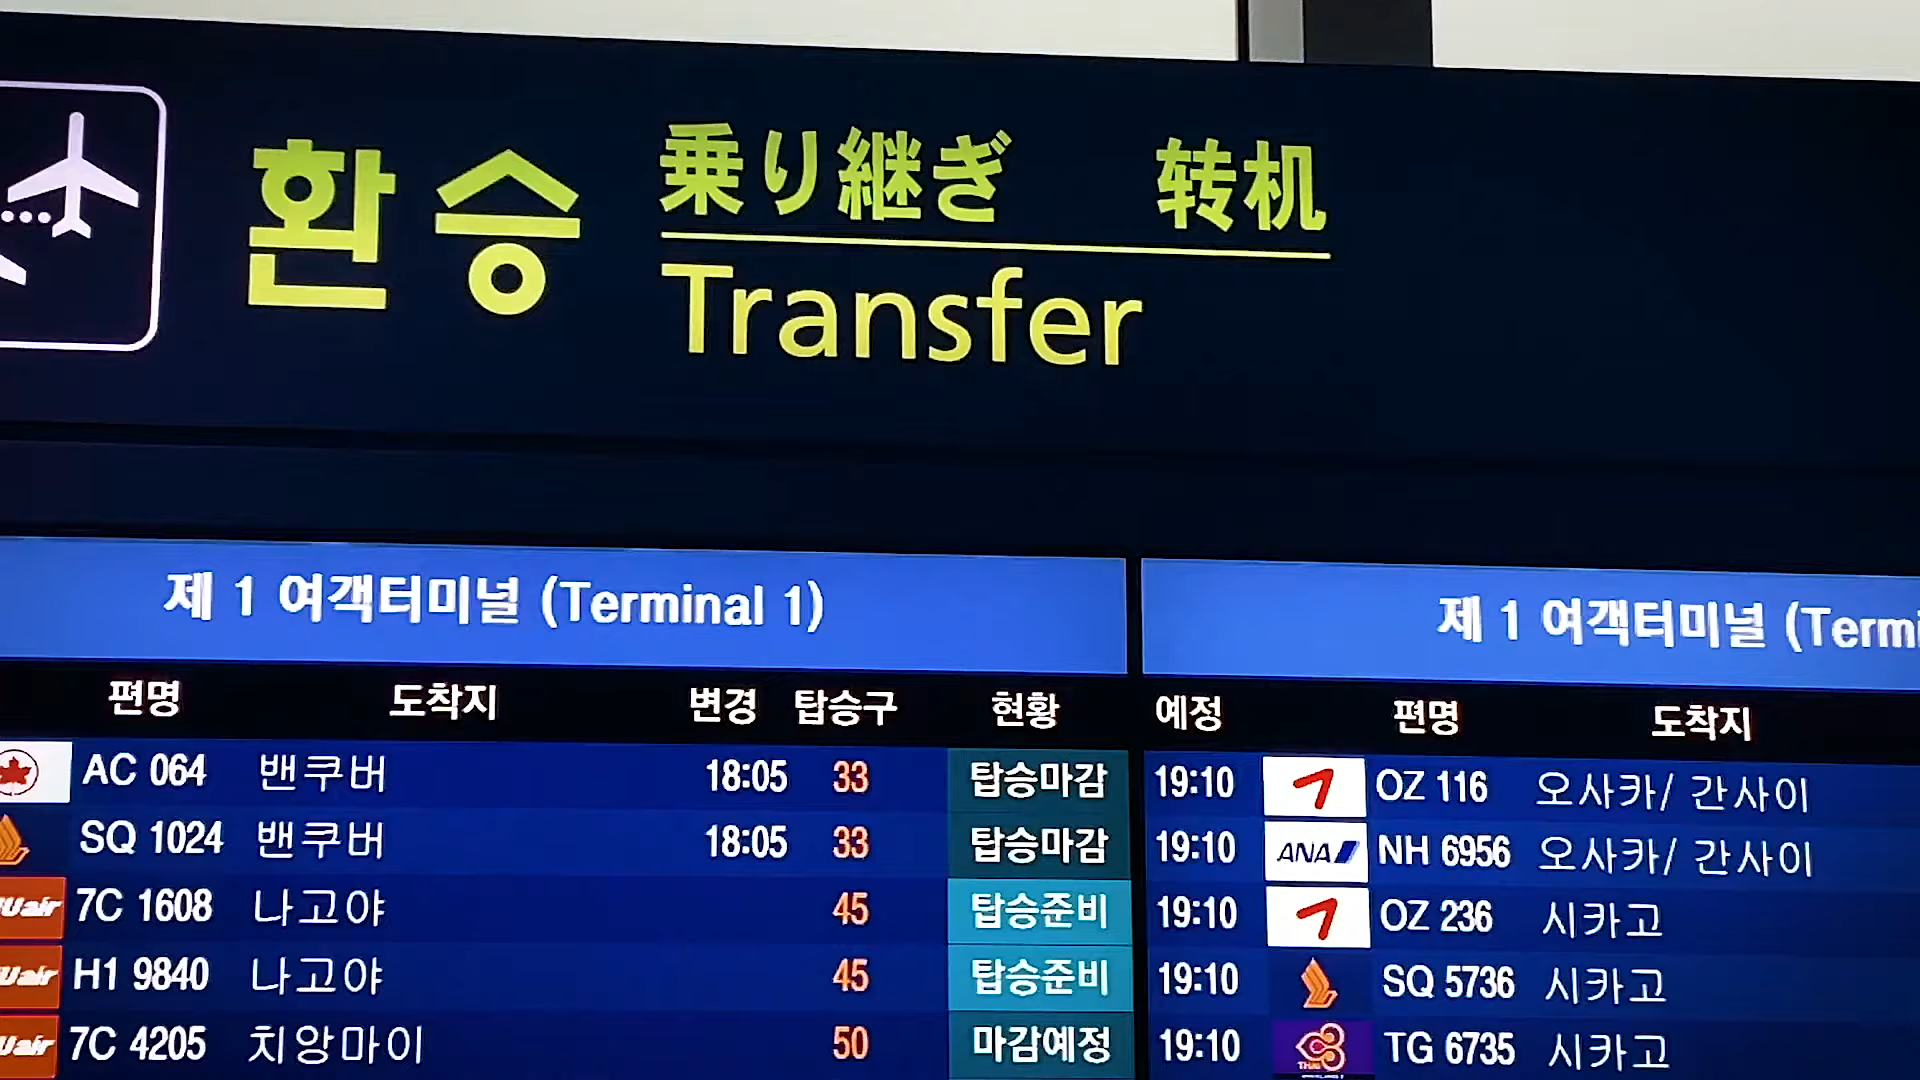 환승
乗り継ぎ 转机
Transfer
제 1 여객터미널 (Terminal 1)
편명 도착지 변경 탑승구 현황
AC 064 밴쿠버 18:05 33 탑승마감
SQ 1024 밴쿠버 18:05 33 탑승마감
7C 1608 나고야 45 탑승준비
H1 9840 나고야 45 탑승준비
7C 4205 치앙마이 50 마감예정
제 1 여객터미널 (Termi
예정 편명 도착지
19:10 OZ 116 오사카/ 간사이
19:10 ANA NH 6956 오사카/ 간사이
19:10 OZ 236 시카고
19:10 SQ 5736 시카고
19:10 THAI TG 6735 시카고